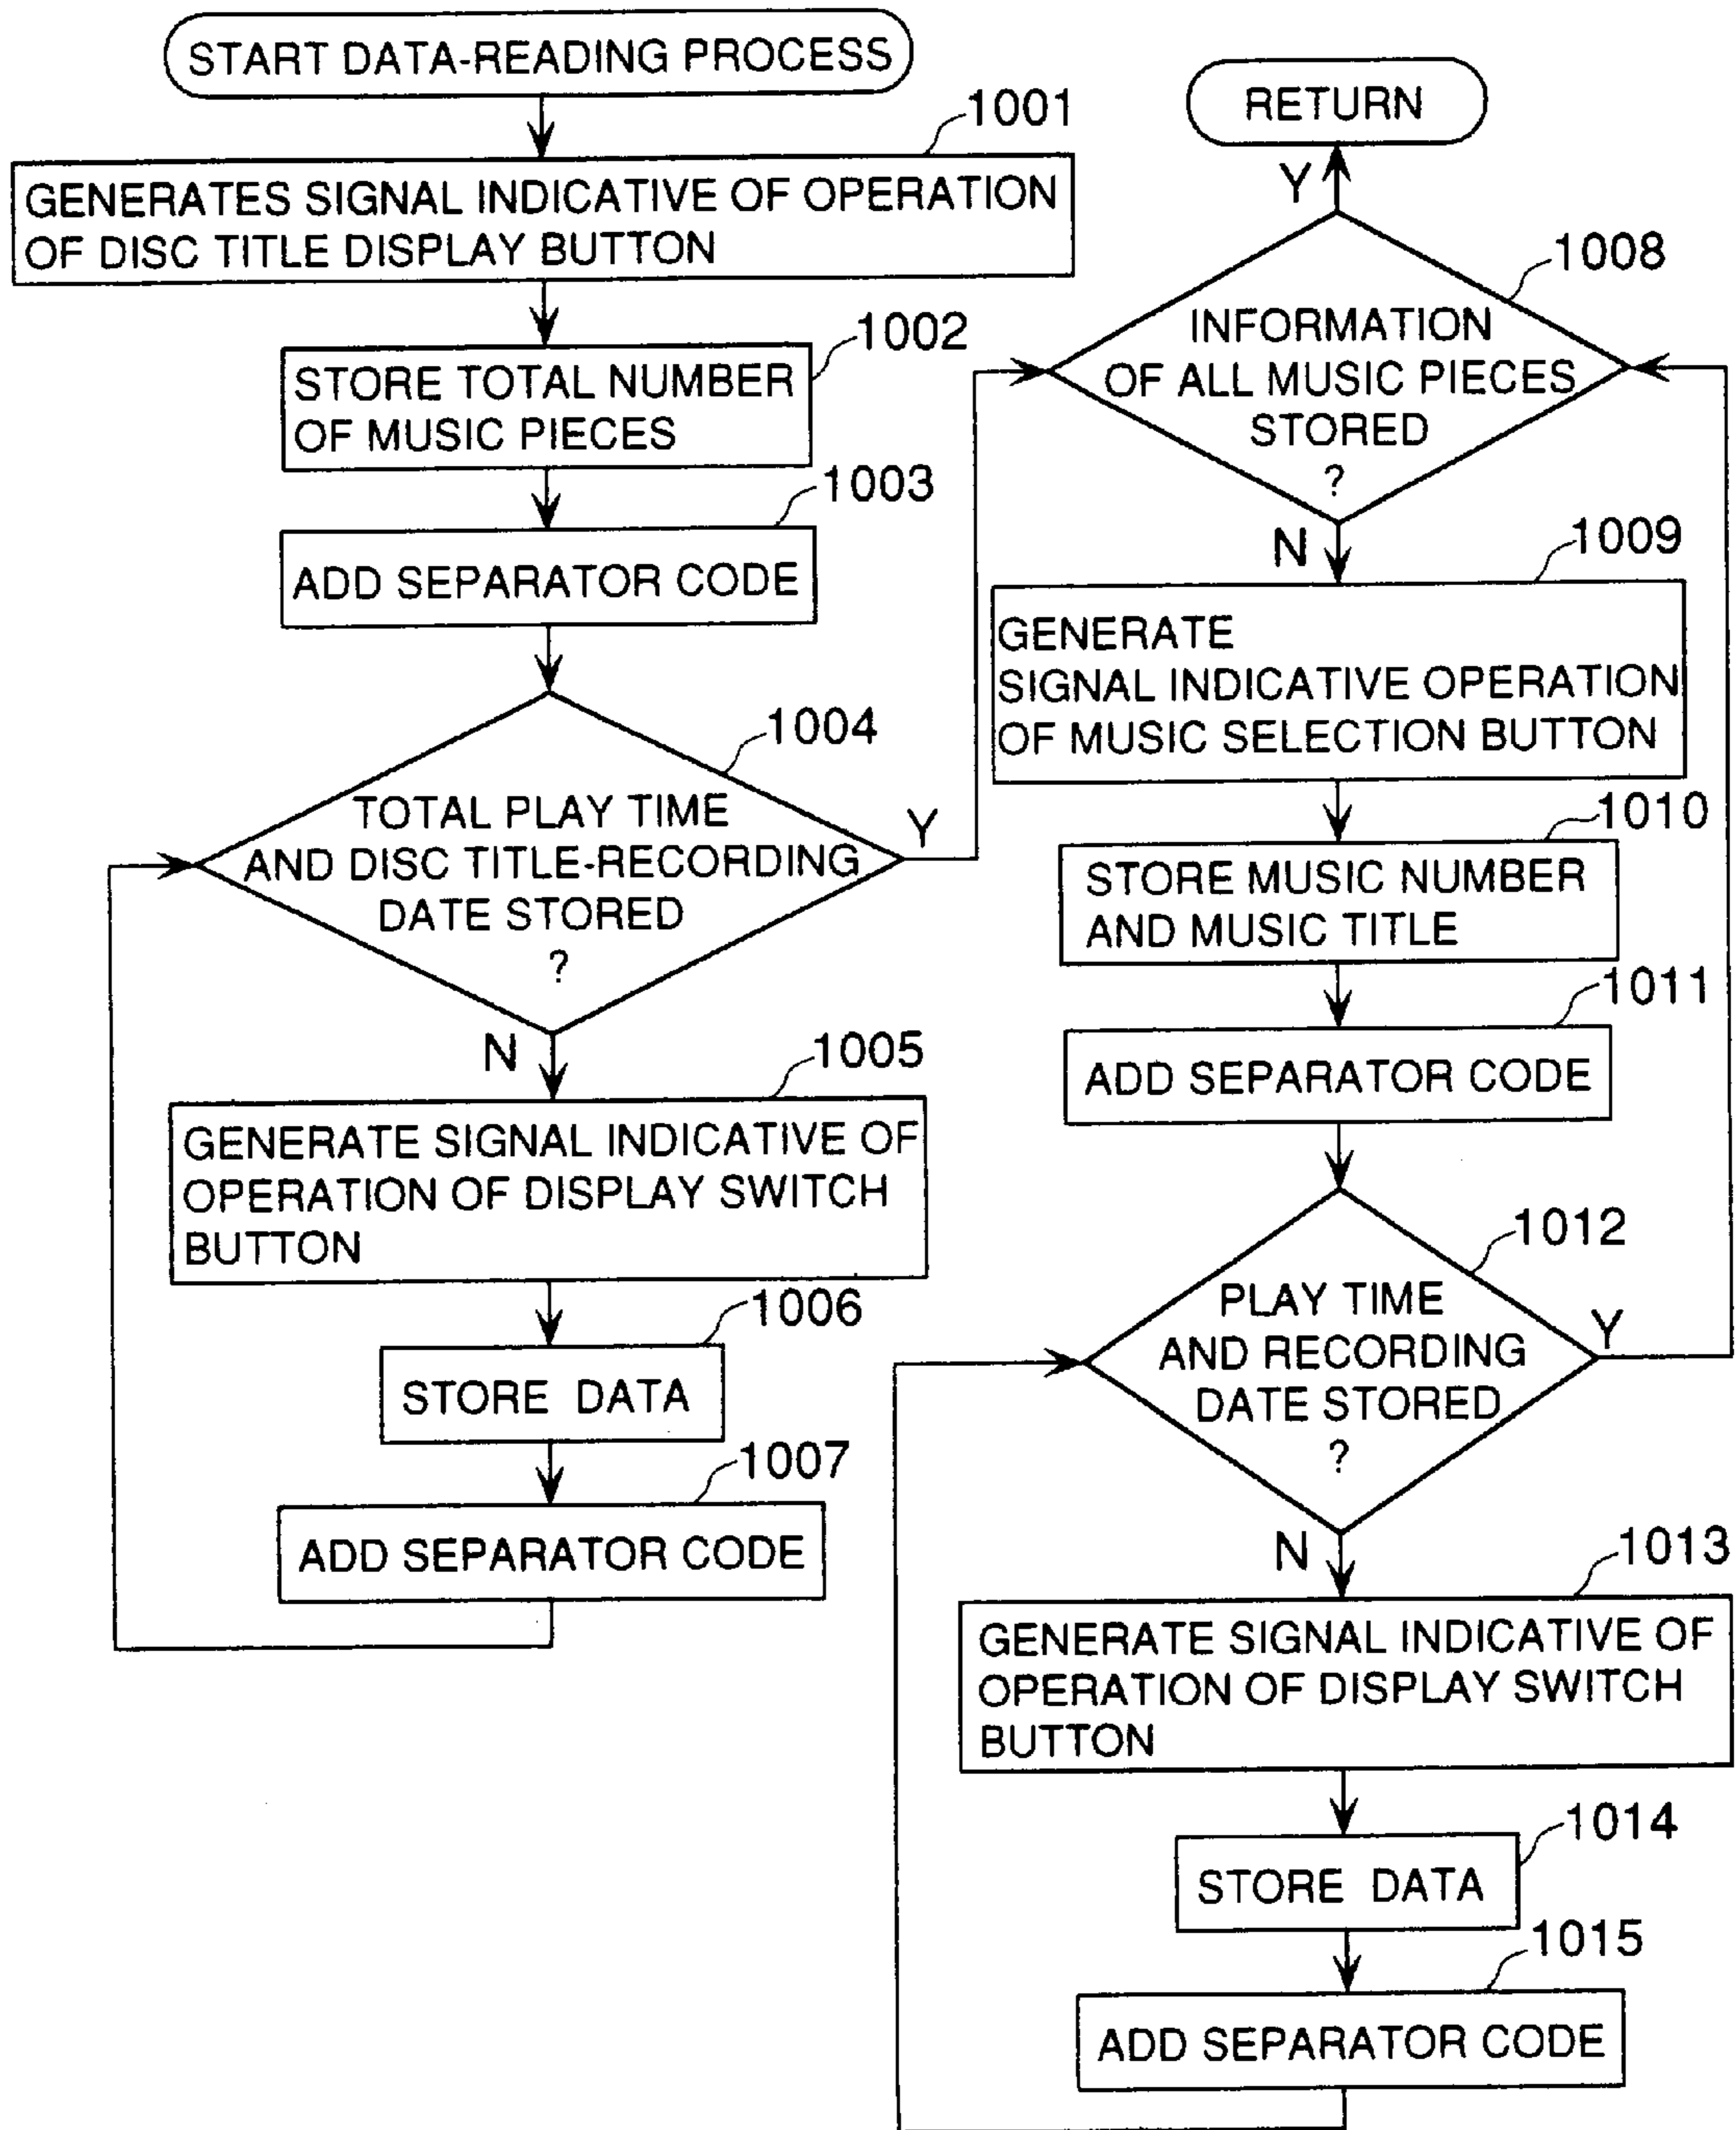 START DATA-READING PROCESS
1001
GENERATES SIGNAL INDICATIVE OF OPERATION
OF DISC TITLE DISPLAY BUTTON
1002
STORE TOTAL NUMBER
OF MUSIC PIECES
1003
ADD SEPARATOR CODE
1004
TOTAL PLAY TIME
AND DISC TITLE-RECORDING
DATE STORED
?
Y
N
1005
GENERATE SIGNAL INDICATIVE OF
OPERATION OF DISPLAY SWITCH
BUTTON
1006
STORE DATA
1007
ADD SEPARATOR CODE
RETURN
Y
1008
INFORMATION
OF ALL MUSIC PIECES
STORED
?
N
1009
GENERATE
SIGNAL INDICATIVE OPERATION
OF MUSIC SELECTION BUTTON
1010
STORE MUSIC NUMBER
AND MUSIC TITLE
1011
ADD SEPARATOR CODE
1012
PLAY TIME
AND RECORDING
DATE STORED
?
Y
N
1013
GENERATE SIGNAL INDICATIVE OF
OPERATION OF DISPLAY SWITCH
BUTTON
1014
STORE DATA
1015
ADD SEPARATOR CODE